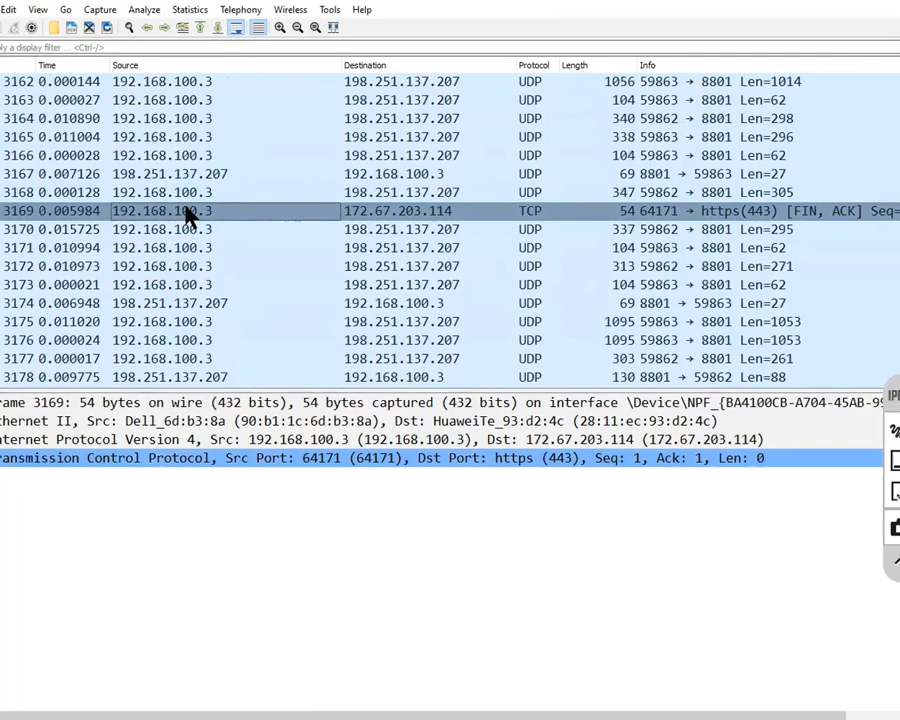 Edit View Go Capture Analyze Statistics Telephony Wireless Tools Help
ply a display filter ... <Ctrl-/>
Time Source Destination Protocol Length Info
3162 0.000144 192.168.100.3 198.251.137.207 UDP 1056 59863 → 8801 Len=1014
3163 0.000027 192.168.100.3 198.251.137.207 UDP 104 59863 → 8801 Len=62
3164 0.010890 192.168.100.3 198.251.137.207 UDP 340 59862 → 8801 Len=298
3165 0.011004 192.168.100.3 198.251.137.207 UDP 338 59862 → 8801 Len=296
3166 0.000028 192.168.100.3 198.251.137.207 UDP 104 59863 → 8801 Len=62
3167 0.007126 198.251.137.207 192.168.100.3 UDP 69 8801 → 59863 Len=27
3168 0.000128 192.168.100.3 198.251.137.207 UDP 347 59862 → 8801 Len=305
3169 0.005984 192.168.100.3 172.67.203.114 TCP 54 64171 → https(443) [FIN, ACK] Seq=
3170 0.015725 192.168.100.3 198.251.137.207 UDP 337 59862 → 8801 Len=295
3171 0.010994 192.168.100.3 198.251.137.207 UDP 104 59863 → 8801 Len=62
3172 0.010973 192.168.100.3 198.251.137.207 UDP 313 59862 → 8801 Len=271
3173 0.000021 192.168.100.3 198.251.137.207 UDP 104 59863 → 8801 Len=62
3174 0.006948 198.251.137.207 192.168.100.3 UDP 69 8801 → 59863 Len=27
3175 0.011020 192.168.100.3 198.251.137.207 UDP 1095 59863 → 8801 Len=1053
3176 0.000024 192.168.100.3 198.251.137.207 UDP 1095 59863 → 8801 Len=1053
3177 0.000017 192.168.100.3 198.251.137.207 UDP 303 59862 → 8801 Len=261
3178 0.009775 198.251.137.207 192.168.100.3 UDP 130 8801 → 59862 Len=88
rame 3169: 54 bytes on wire (432 bits), 54 bytes captured (432 bits) on interface \Device\NPF_{BA4100CB-A704-45AB-99
thernet II, Src: Dell_6d:b3:8a (90:b1:1c:6d:b3:8a), Dst: HuaweiTe_93:d2:4c (28:11:ec:93:d2:4c)
nternet Protocol Version 4, Src: 192.168.100.3 (192.168.100.3), Dst: 172.67.203.114 (172.67.203.114)
ransmission Control Protocol, Src Port: 64171 (64171), Dst Port: https (443), Seq: 1, Ack: 1, Len: 0